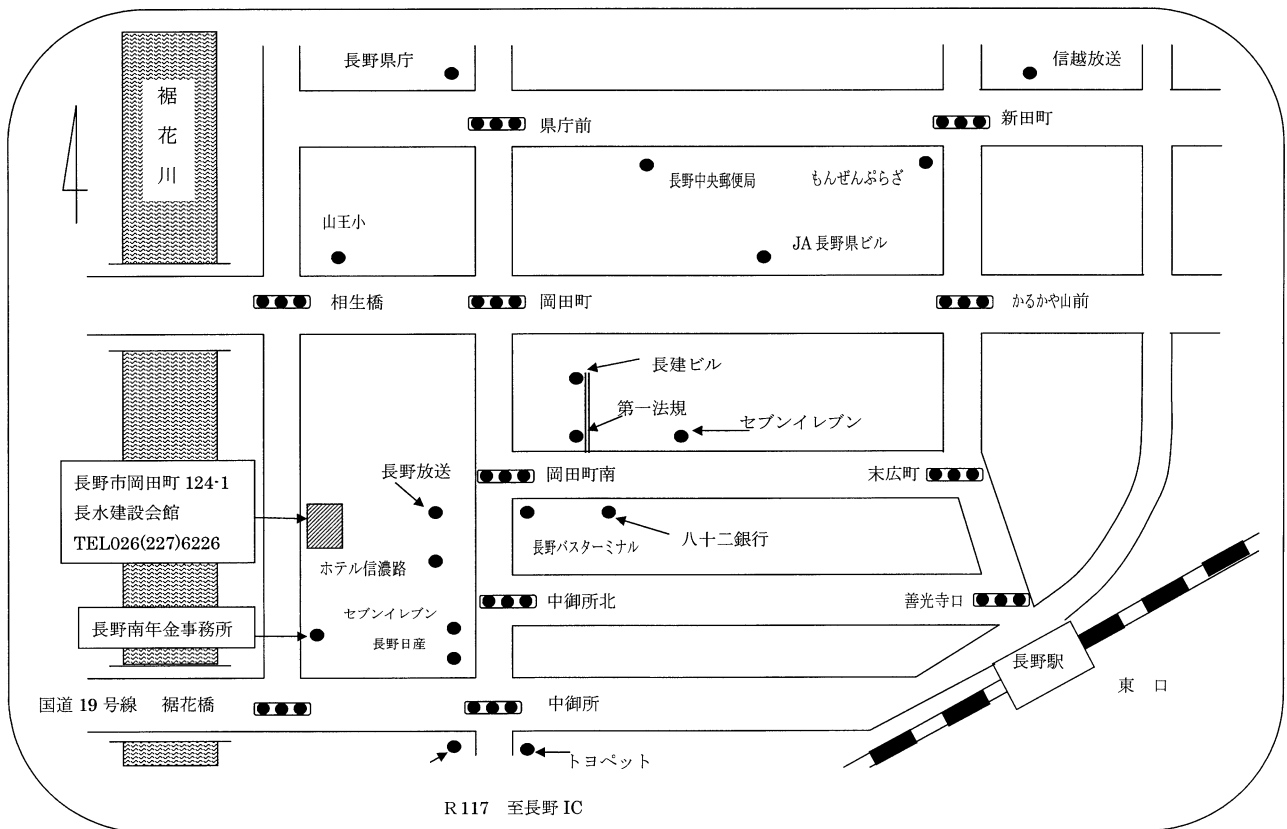 長野県庁
信越放送
裾花川
県庁前
新田町
長野中央郵便局
もんぜんぷらざ
山王小
JA長野県ビル
相生橋
岡田町
かるかや山前
長建ビル
第一法規
セブンイレブン
長野放送
岡田町南
末広町
長野市岡田町 124-1
長水建設会館
TEL026(227)6226
長野バスターミナル
八十二銀行
ホテル信濃路
中御所北
善光寺口
セブンイレブン
長野南年金事務所
長野日産
長野駅
東 口
国道 19 号線 裾花橋
中御所
トヨペット
R117 至長野 IC